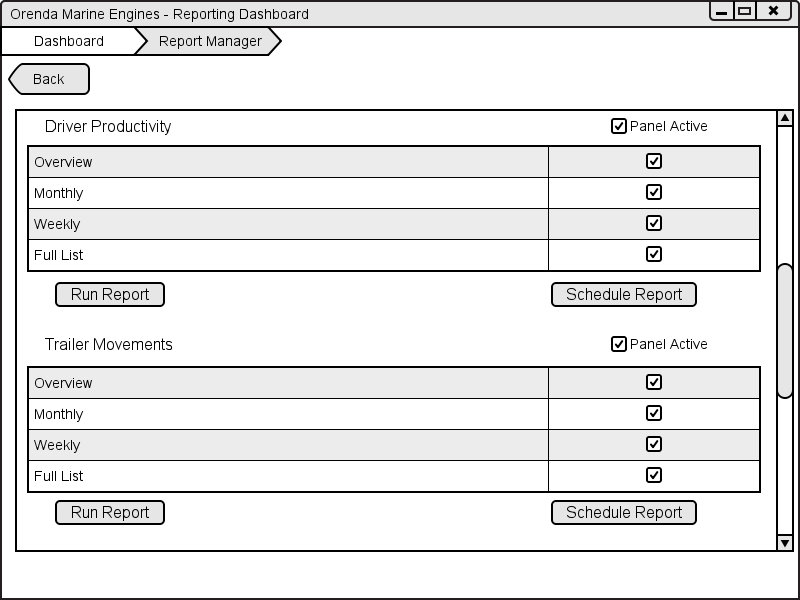 Orenda Marine Engines - Reporting Dashboard
Dashboard
Report Manager
Back
Driver Productivity
Panel Active
Overview
Monthly
Weekly
Full List
Run Report
Schedule Report
Trailer Movements
Panel Active
Overview
Monthly
Weekly
Full List
Run Report
Schedule Report